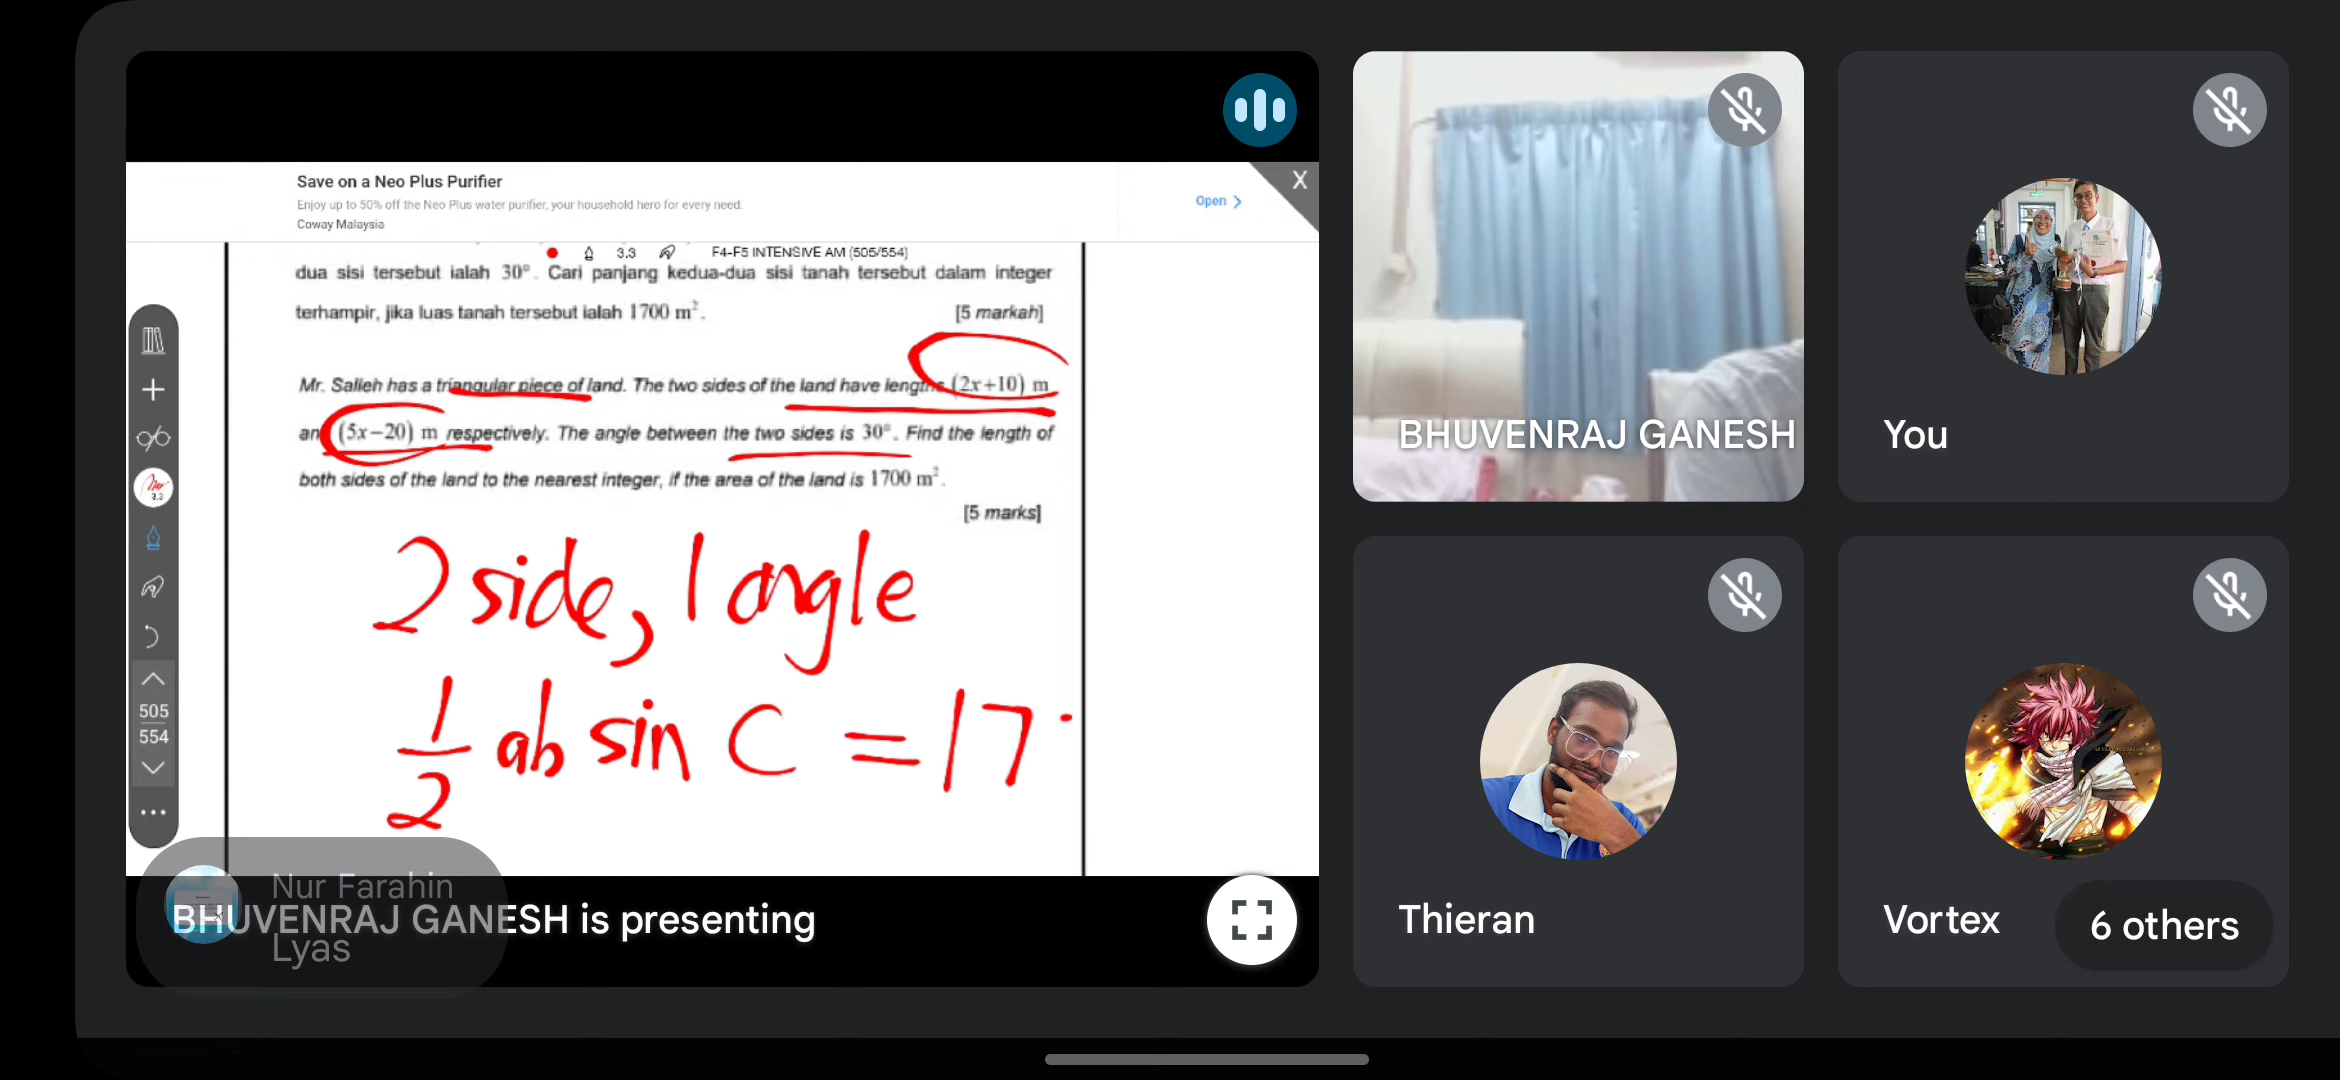 Save on a Neo Plus Purifier
Enjoy up to 50% off the Neo Plus water purifier, your household hero for every need.
Coway Malaysia
Open
X
3.3 F4-F5 INTENSIVE AM (505/554)
dua sisi tersebut ialah 30°. Cari panjang kedua-dua sisi tanah tersebut dalam integer
terhampir, jika luas tanah tersebut ialah 1700 m².
[5 markah]
Mr. Salleh has a triangular piece of land. The two sides of the land have (2x+10) m
(5x−20) m respectively. The angle between the two sides is 30°. Find the length of
both sides of the land to the nearest integer, if the area of the land is 1700 m².
[5 marks]
2 side, 1 angle
1/2 ab sin C = 17
3.3
505
554
Nur Farahin
Lyas
BHUVENRAJ GANESH is presenting
BHUVENRAJ GANESH
You
Thieran
Vortex
6 others